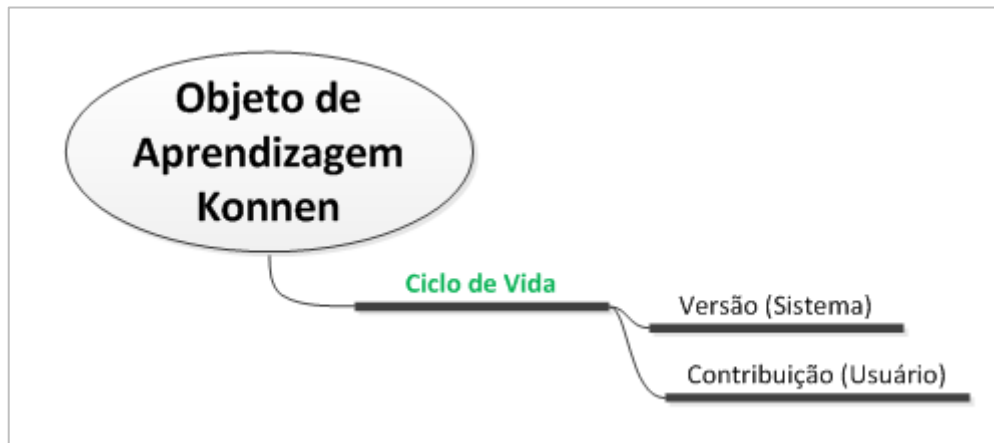 Objeto de
Aprendizagem
Konnen
Ciclo de Vida
Versão (Sistema)
Contribuição (Usuário)